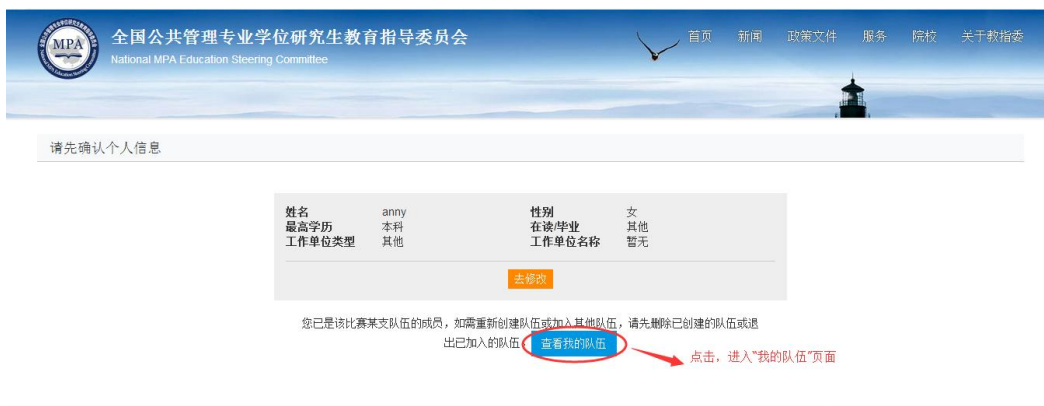 MPA
全国公共管理专业学位研究生教育指导委员会
National MPA Education Steering Committee
首页 新闻 政策文件 服务 院校 关于教指委
请先确认个人信息
姓名 anny 性别 女
最高学历 本科 在读/毕业 其他
工作单位类型 其他 工作单位名称 暂无
去修改
您已是该比赛某支队伍的成员，如需重新创建队伍或加入其他队伍，请先删除已创建的队伍或退
出已加入的队伍， 查看我的队伍
点击，进入“我的队伍”页面